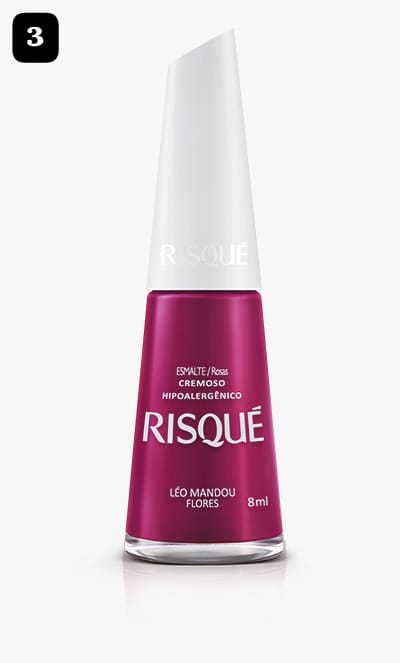 3
RISQUÉ
ESMALTE / Rosas
CREMOSO
HIPOALERGÊNICO
RISQUÉ
LÉO MANDOU
FLORES
8ml